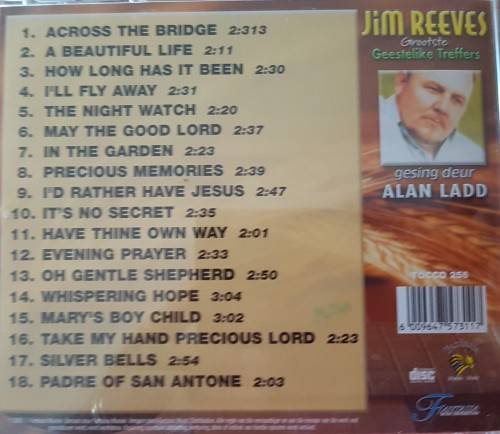 1. ACROSS THE BRIDGE 2:313
2. A BEAUTIFUL LIFE 2:11
3. HOW LONG HAS IT BEEN 2:30
4. I'LL FLY AWAY 2:31
5. THE NIGHT WATCH 2:20
6. MAY THE GOOD LORD 2:37
7. IN THE GARDEN 2:23
8. PRECIOUS MEMORIES 2:39
9. I'D RATHER HAVE JESUS 2:47
10. IT'S NO SECRET 2:35
11. HAVE THINE OWN WAY 2:01
12. EVENING PRAYER 2:33
13. OH GENTLE SHEPHERD 2:50
14. WHISPERING HOPE 3:04
15. MARY'S BOY CHILD 3:02
16. TAKE MY HAND PRECIOUS LORD 2:23
17. SILVER BELLS 2:54
18. PADRE OF SAN ANTONE 2:03
JiM REEVES
Grootste
Geestelike Treffers
gesing deur
ALAN LADD
TOCCD 256
6 009647 573117
disc